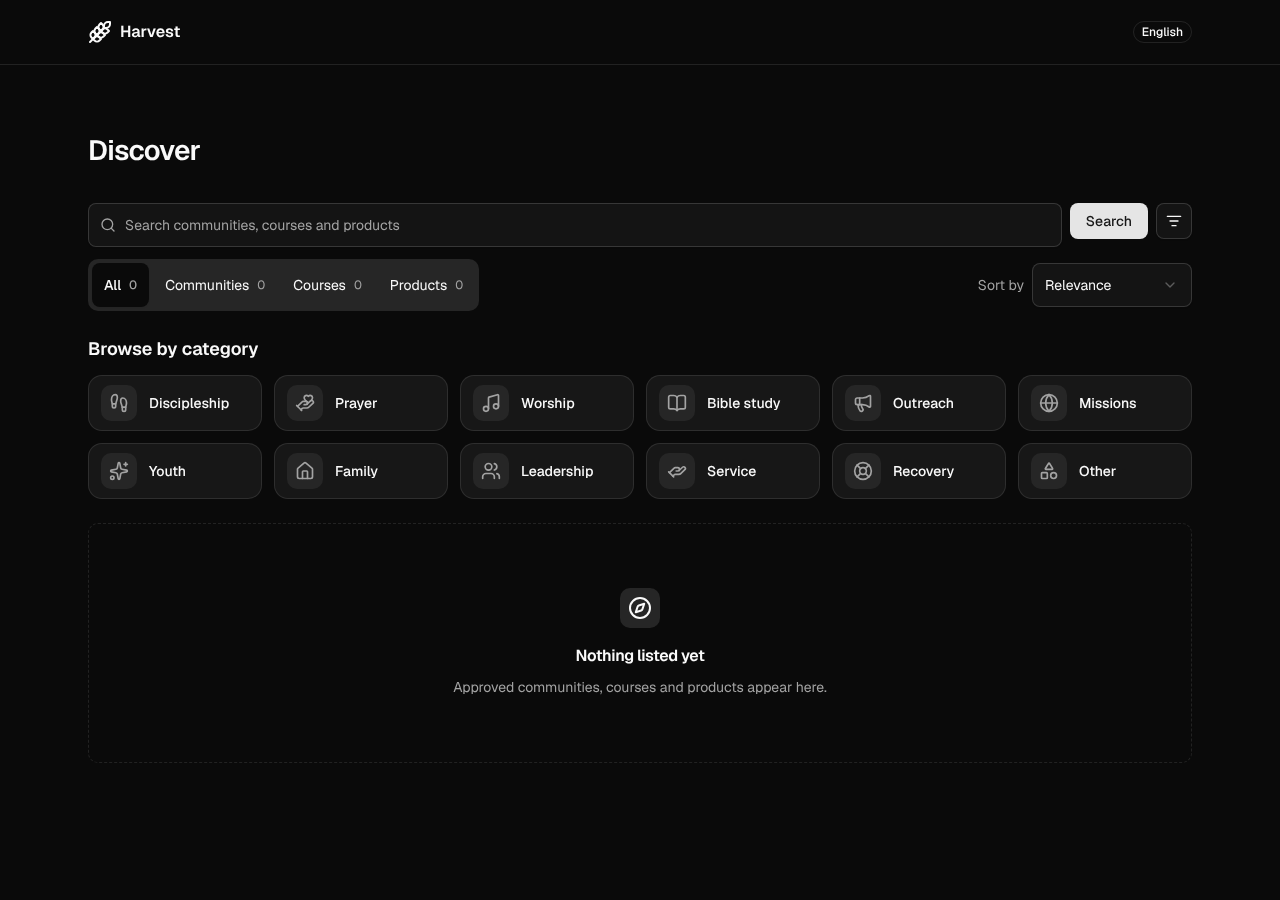 Harvest
English
Discover
Search communities, courses and products
Search
All 0
Communities 0
Courses 0
Products 0
Sort by
Relevance
Browse by category
Discipleship
Prayer
Worship
Bible study
Outreach
Missions
Youth
Family
Leadership
Service
Recovery
Other
Nothing listed yet
Approved communities, courses and products appear here.